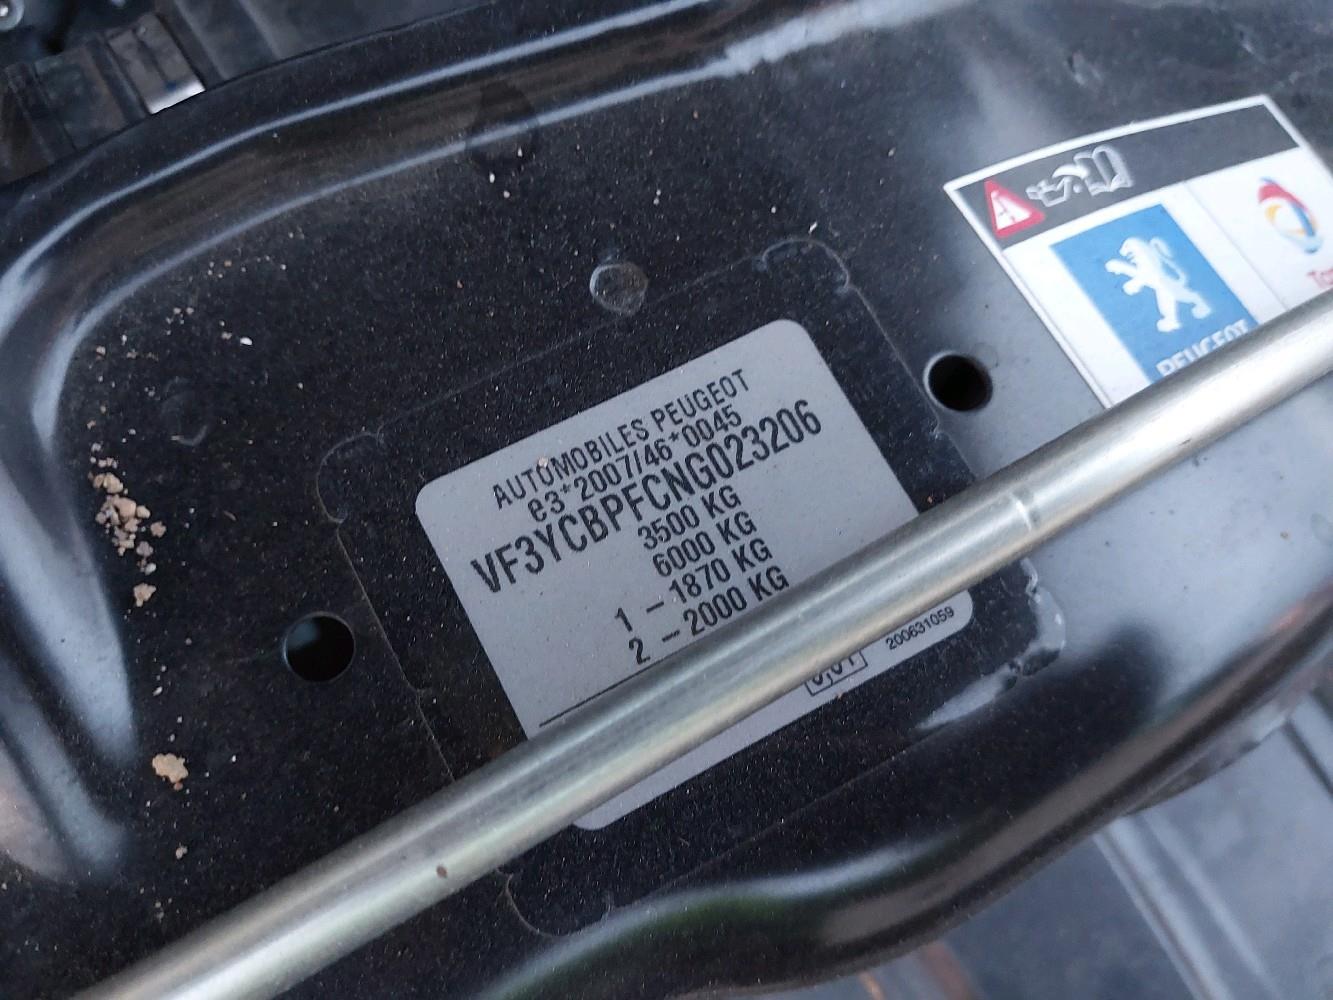 AUTOMOBILES PEUGEOT
e3*2007/46*0045
VF3YCBPFCNG023206
3500 KG
6000 KG
1 – 1870 KG
2 – 2000 KG
200631059
PEUGEOT